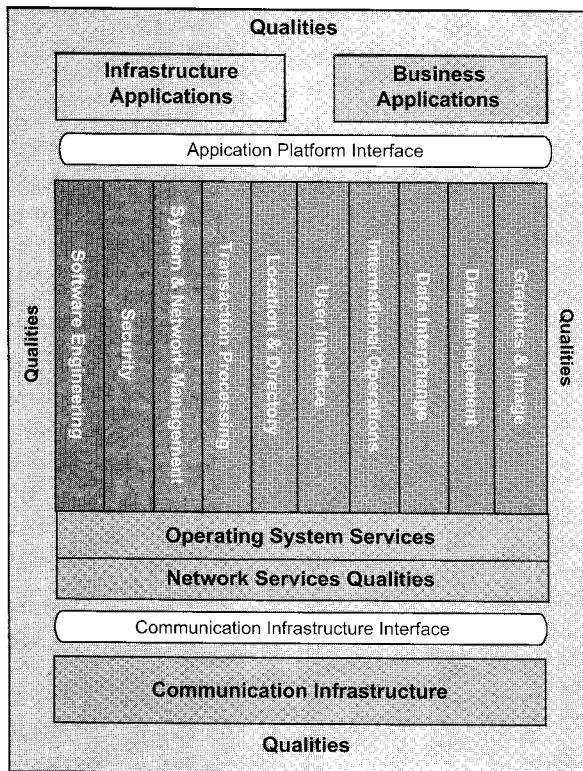 Qualities
Infrastructure
Applications
Business
Applications
Appication Platform Interface
Qualities
Software Engineering
Security
System & Network Management
Transaction Processing
Location & Directory
User Interface
International Operations
Data Interchange
Data Management
Graphics & Image
Qualities
Operating System Services
Network Services Qualities
Communication Infrastructure Interface
Communication Infrastructure
Qualities